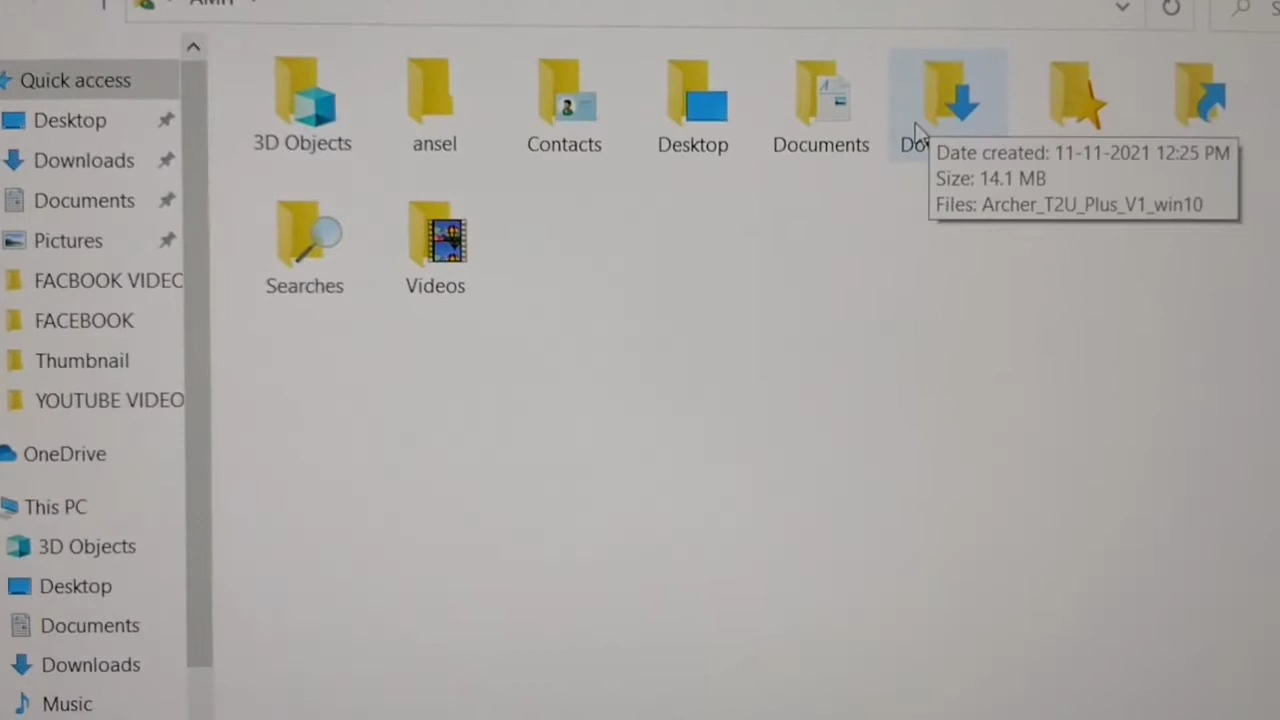 Quick access
Desktop
Downloads
Documents
Pictures
FACBOOK VIDEO
FACEBOOK
Thumbnail
YOUTUBE VIDEO
OneDrive
This PC
3D Objects
Desktop
Documents
Downloads
Music
3D Objects
ansel
Contacts
Desktop
Documents
Date created: 11-11-2021 12:25 PM
Size: 14.1 MB
Files: Archer_T2U_Plus_V1_win10
Searches
Videos